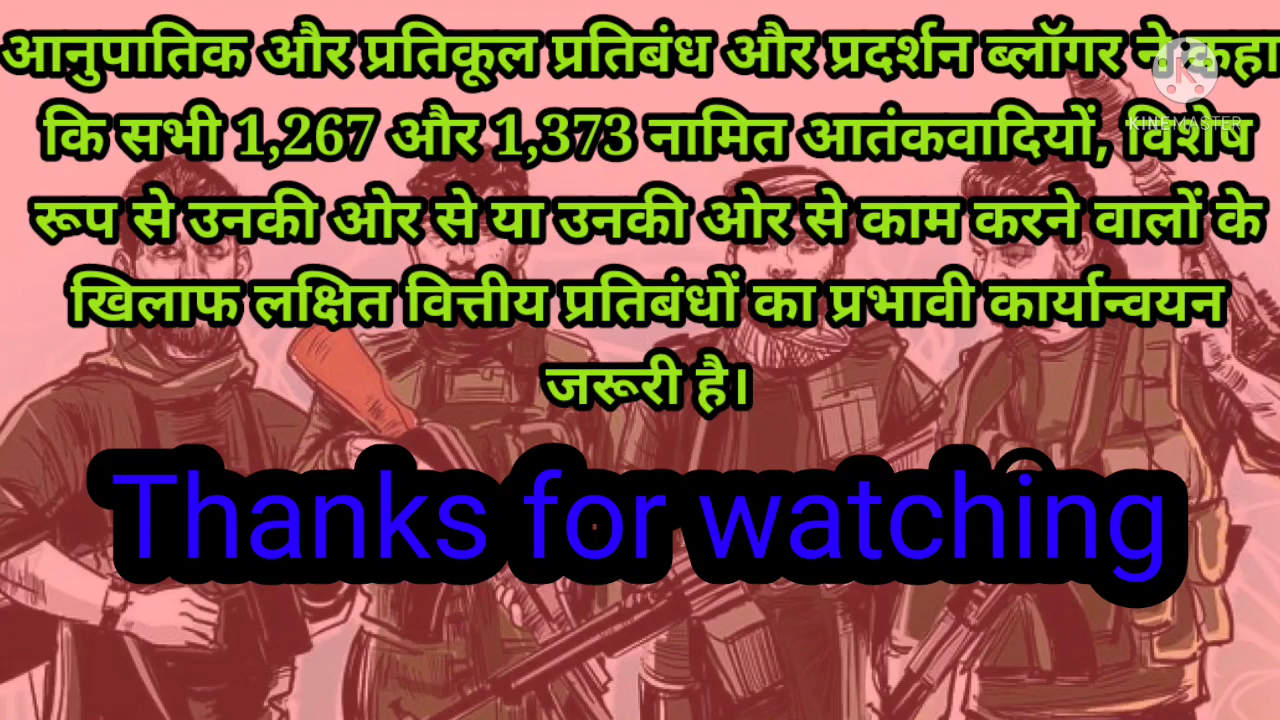 आनुपातिक और प्रतिकूल प्रतिबंध और प्रदर्शन ब्लॉगर ने कहा
कि सभी 1,267 और 1,373 नामित आतंकवादियों, विशेष
रूप से उनकी ओर से या उनकी ओर से काम करने वालों के
खिलाफ लक्षित वित्तीय प्रतिबंधों का प्रभावी कार्यान्वयन
जरूरी है।
Thanks for watching
KINEMASTER